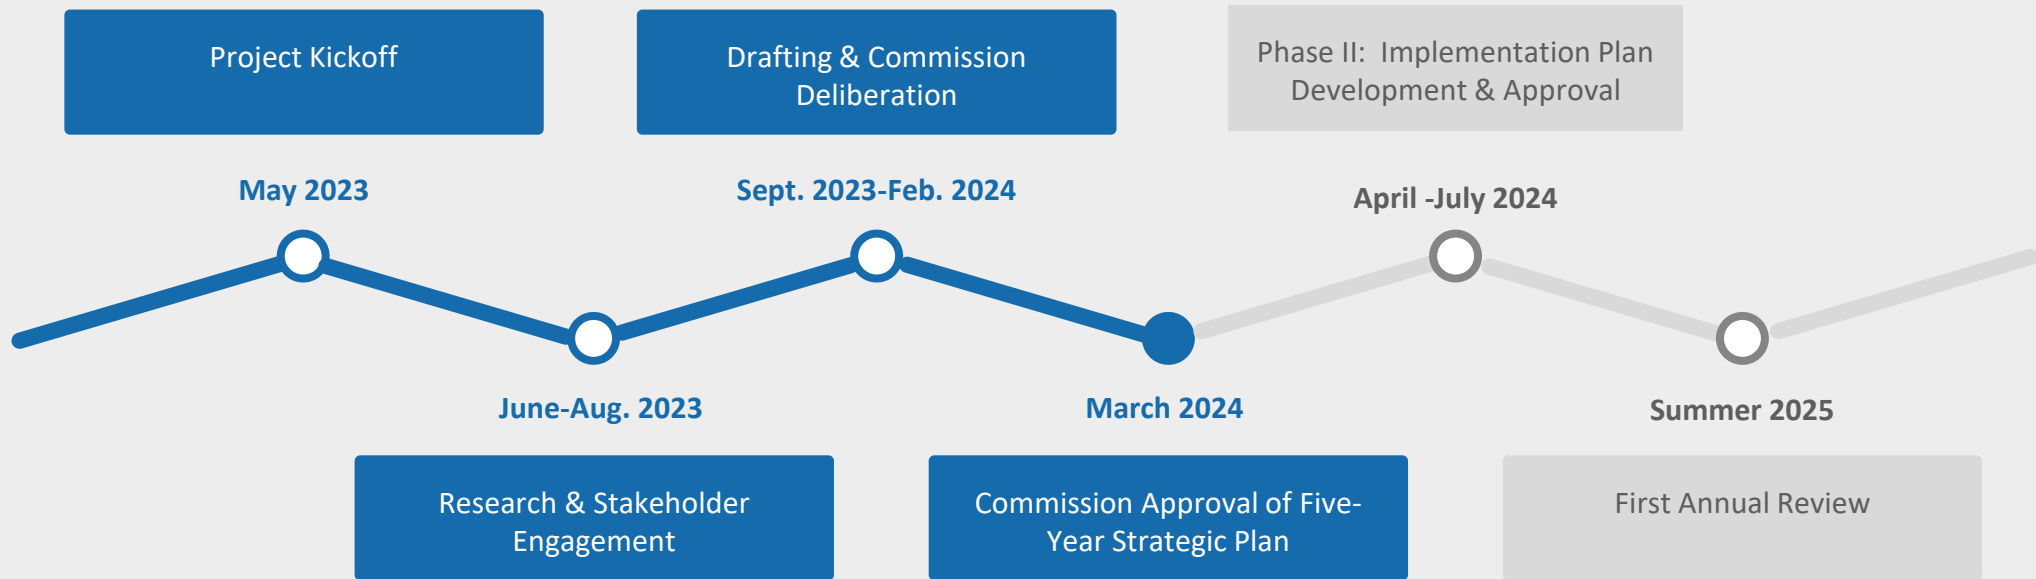 Project Kickoff
May 2023
June-Aug. 2023
Research & Stakeholder
Engagement
Drafting & Commission
Deliberation
Sept. 2023-Feb. 2024
March 2024
Commission Approval of Five-
Year Strategic Plan
Phase II:  Implementation Plan
Development & Approval
April -July 2024
Summer 2025
First Annual Review